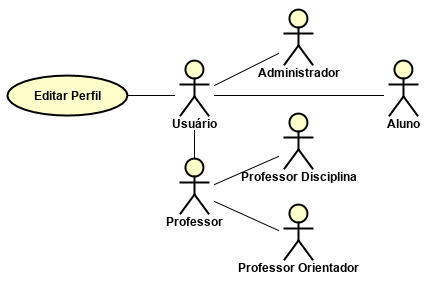 Administrador
Editar Perfil
Usuário
Aluno
Professor Disciplina
Professor
Professor Orientador